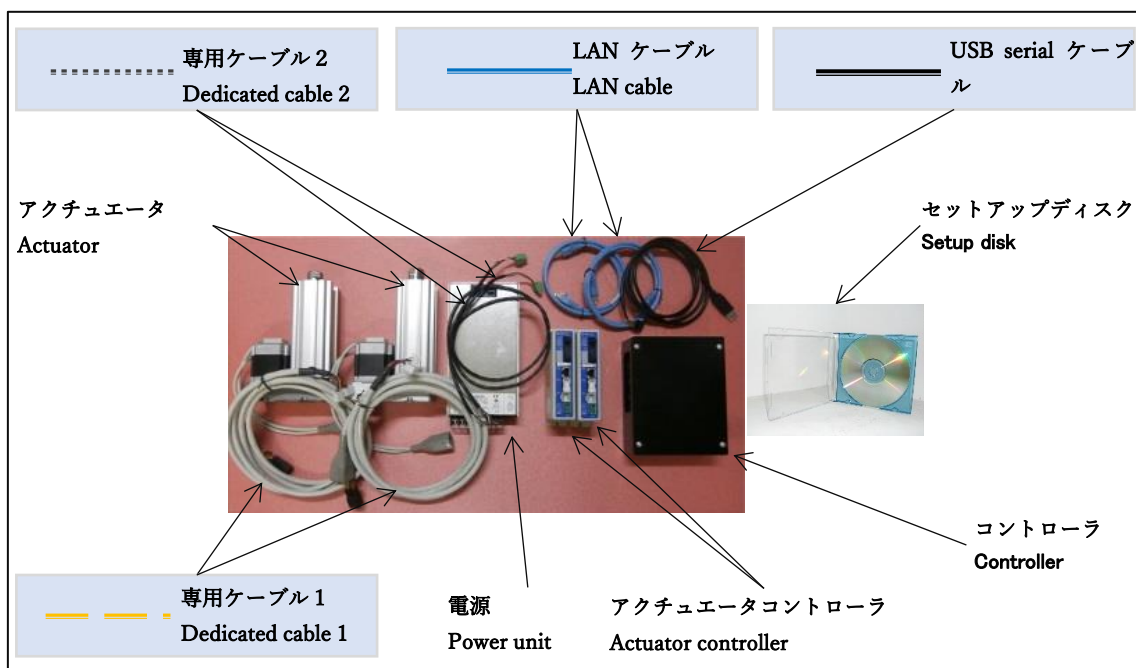 専用ケーブル 2
Dedicated cable 2
LAN ケーブル
LAN cable
USB serial ケーブ
ル
アクチュエータ
Actuator
セットアップディスク
Setup disk
コントローラ
Controller
専用ケーブル 1
Dedicated cable 1
電源
Power unit
アクチュエータコントローラ
Actuator controller